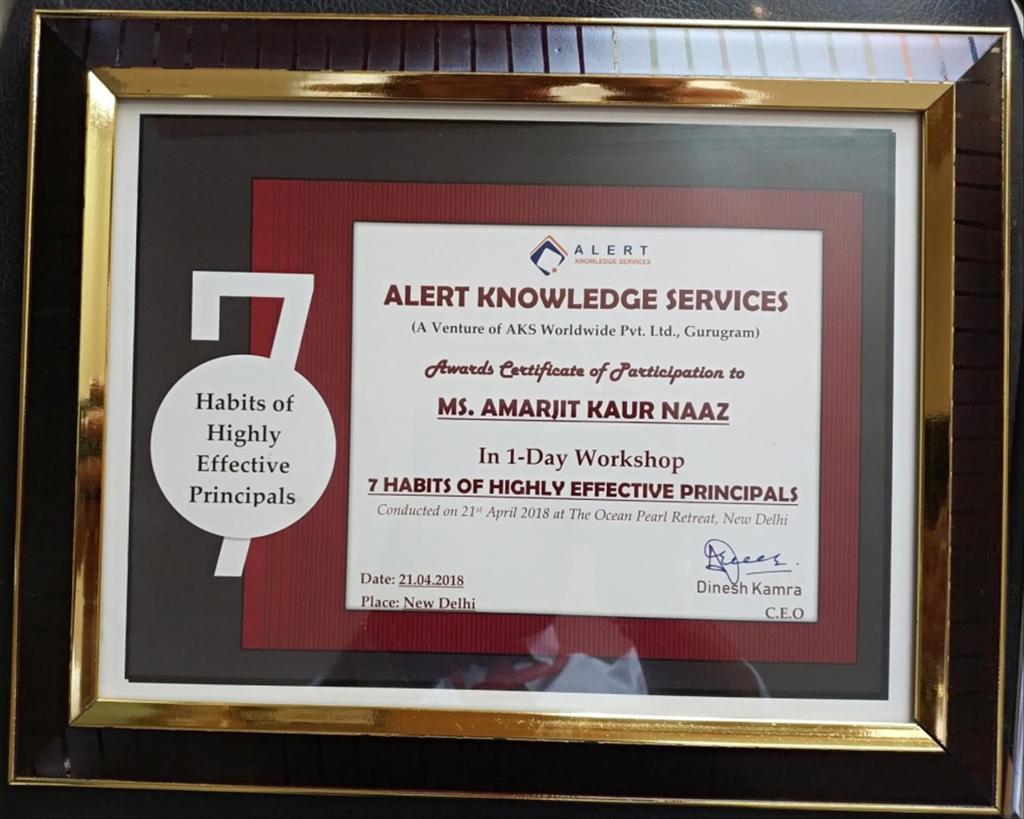 7
Habits of
Highly
Effective
Principals
ALERT
KNOWLEDGE SERVICES
ALERT KNOWLEDGE SERVICES
(A Venture of AKS Worldwide Pvt. Ltd., Gurugram)
Awards Certificate of Participation to
MS. AMARJIT KAUR NAAZ
In 1-Day Workshop
7 HABITS OF HIGHLY EFFECTIVE PRINCIPALS
Conducted on 21st April 2018 at The Ocean Pearl Retreat, New Delhi
Date: 21.04.2018
Place: New Delhi
Dinesh Kamra
C.E.O